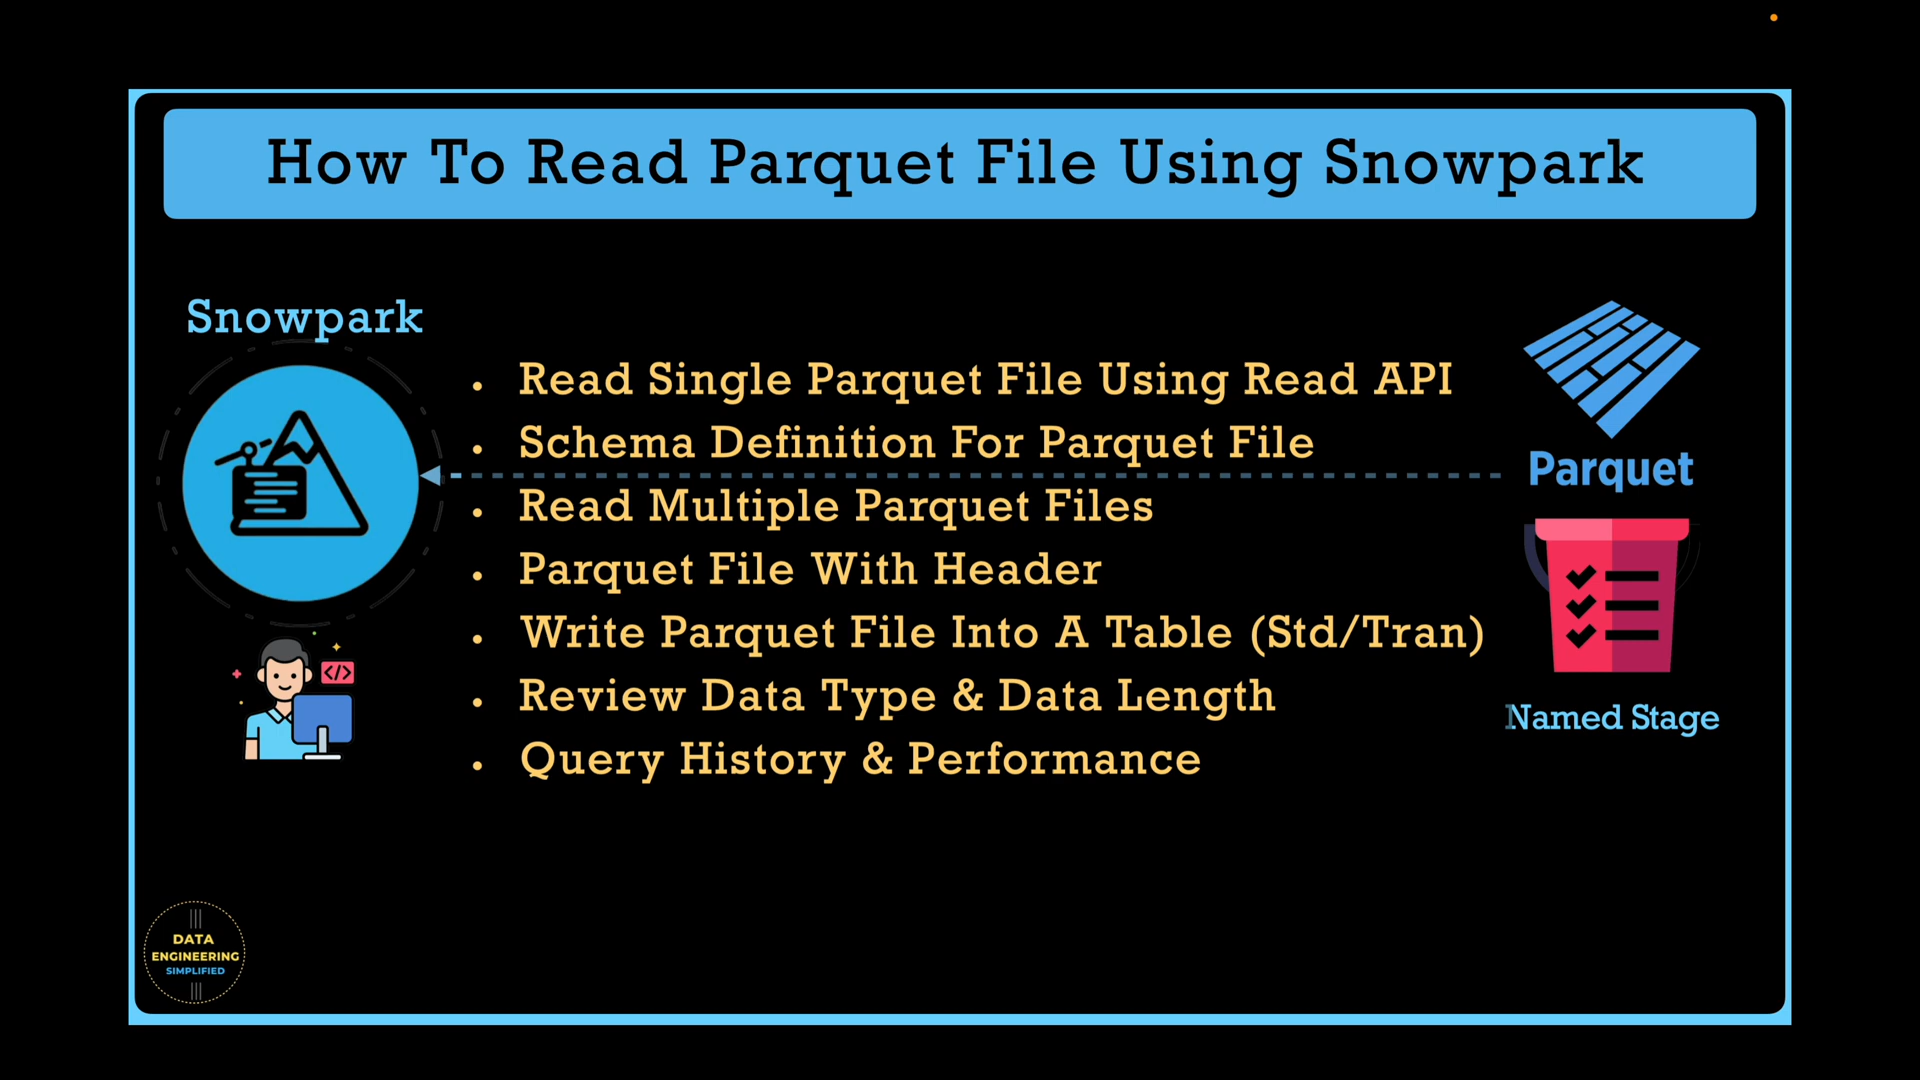 How To Read Parquet File Using Snowpark
Snowpark
• Read Single Parquet File Using Read API
• Schema Definition For Parquet File
• Read Multiple Parquet Files
• Parquet File With Header
• Write Parquet File Into A Table (Std/Tran)
• Review Data Type & Data Length
• Query History & Performance
Parquet
Named Stage
</>
DATA
ENGINEERING
SIMPLIFIED